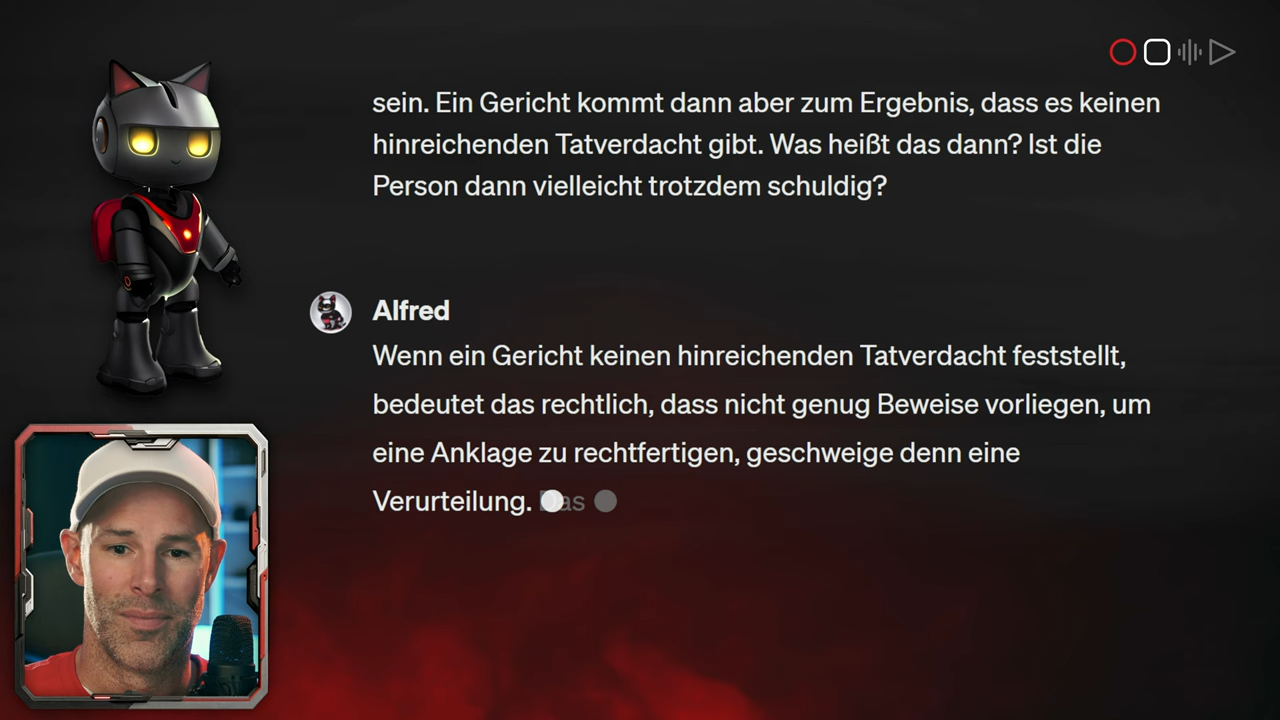 sein. Ein Gericht kommt dann aber zum Ergebnis, dass es keinen
hinreichenden Tatverdacht gibt. Was heißt das dann? Ist die
Person dann vielleicht trotzdem schuldig?
Alfred
Wenn ein Gericht keinen hinreichenden Tatverdacht feststellt,
bedeutet das rechtlich, dass nicht genug Beweise vorliegen, um
eine Anklage zu rechtfertigen, geschweige denn eine
Verurteilung. Das